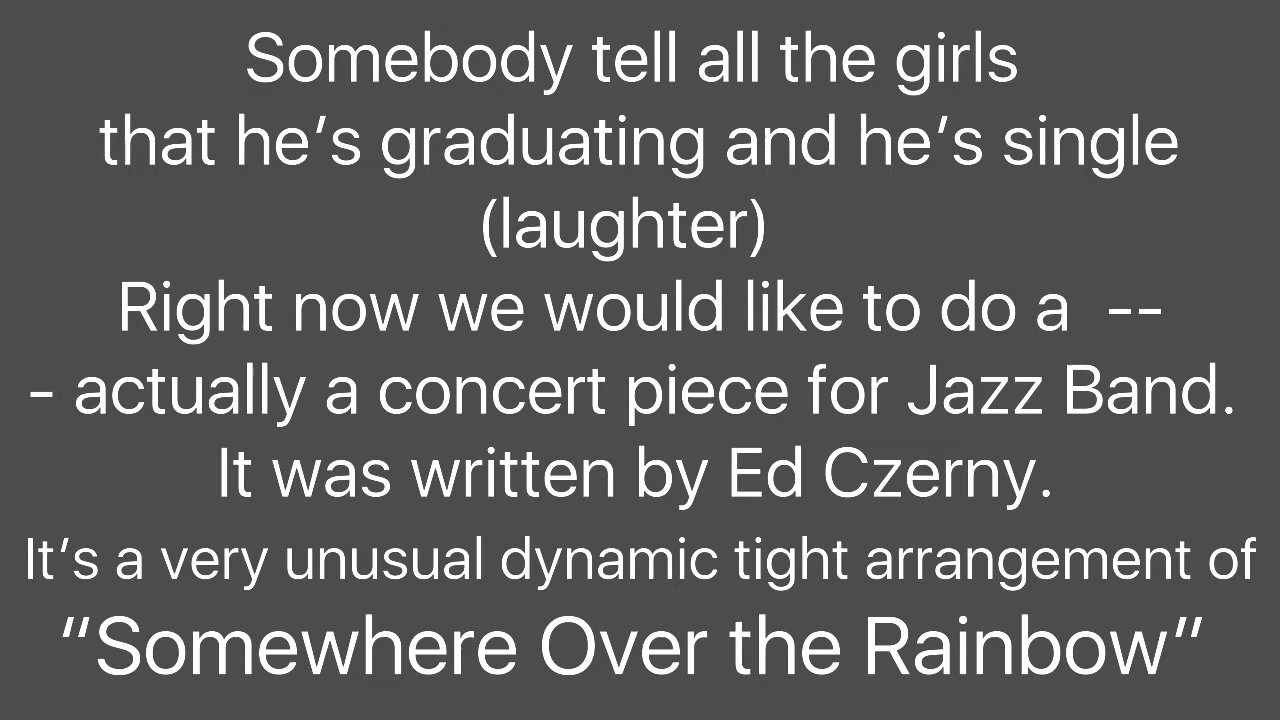 Somebody tell all the girls
that he's graduating and he's single
(laughter)
Right now we would like to do a  --
- actually a concert piece for Jazz Band.
It was written by Ed Czerny.
It's a very unusual dynamic tight arrangement of
“Somewhere Over the Rainbow”